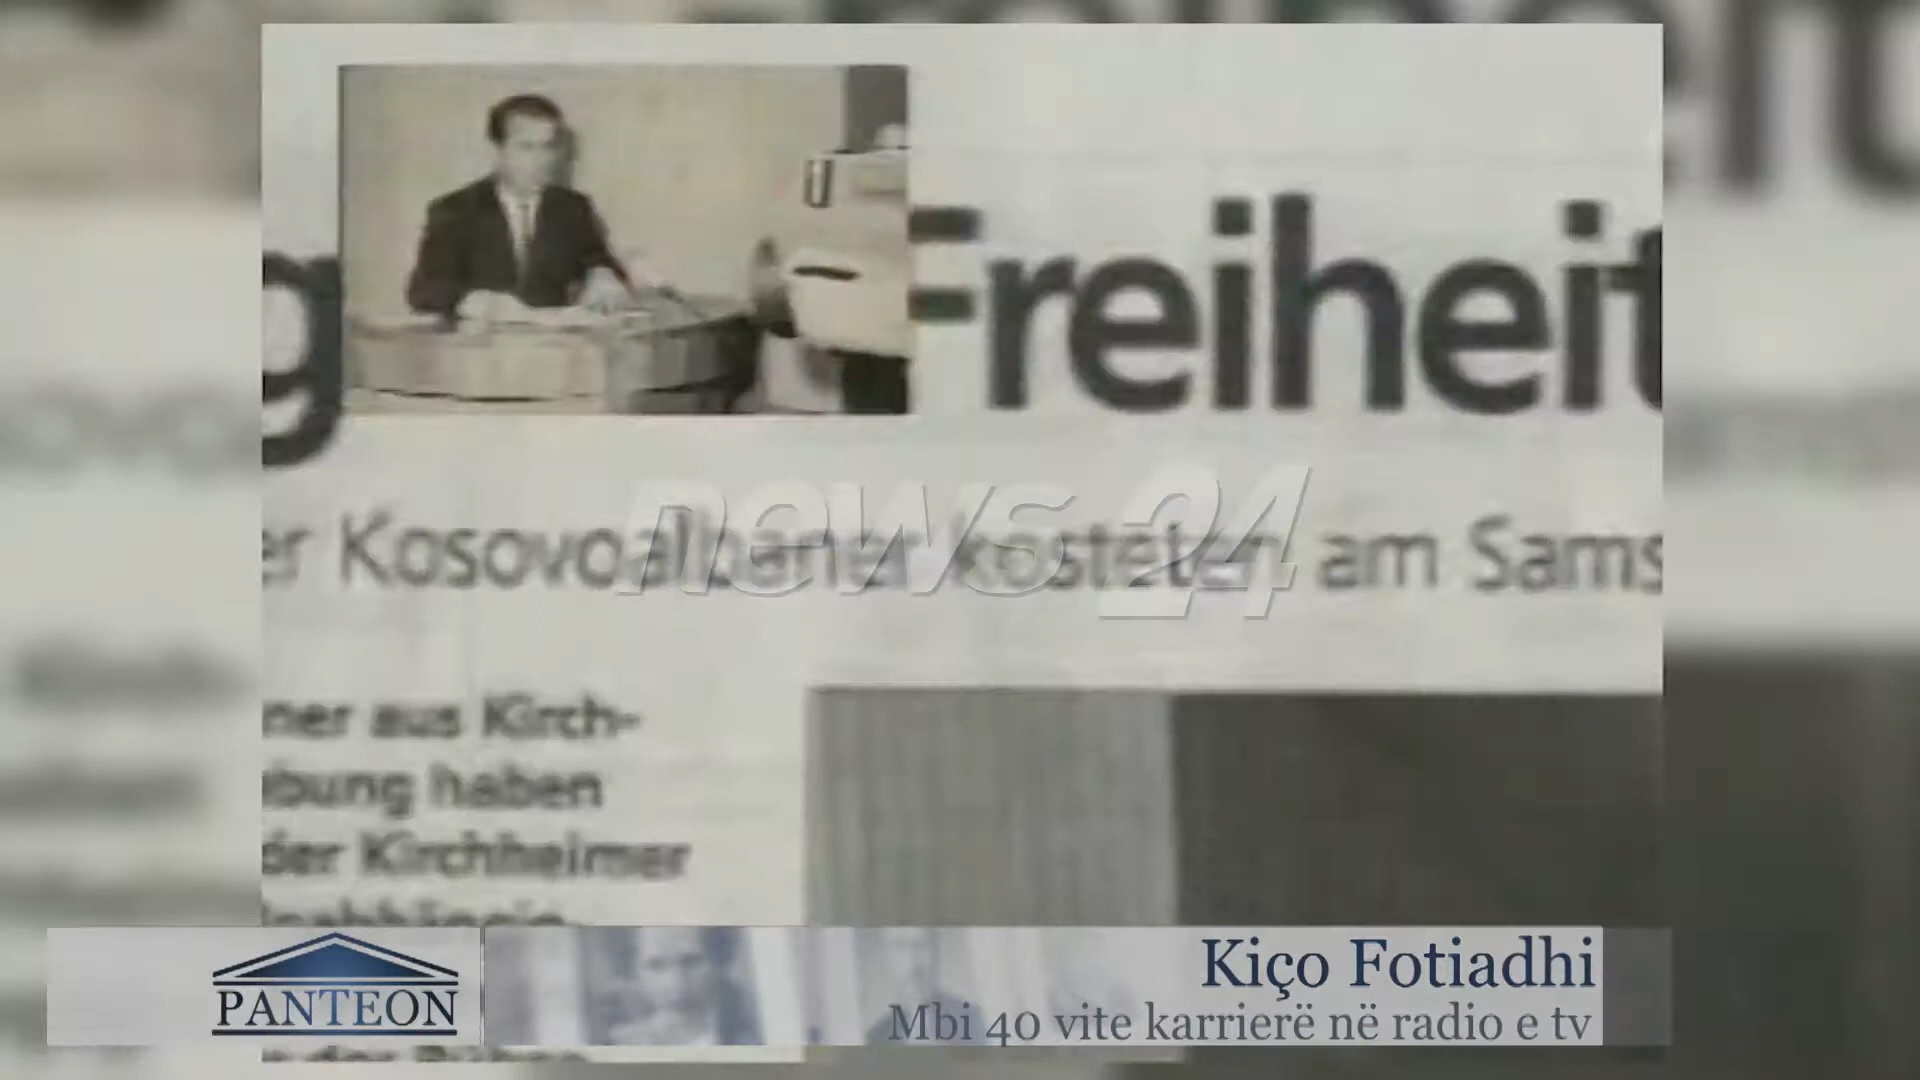 g Freiheit
er Kosovoalbaner kosteten am Sams
news 24
ner aus Kirch-
bung haben
der Kirchheimer
PANTEON
Kiço Fotiadhi
Mbi 40 vite karrierë në radio e tv